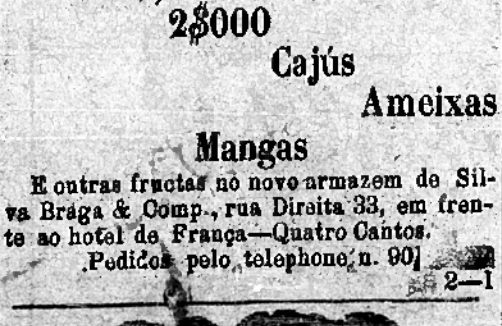 2$000
Cajús
Ameixas
Mangas
E outras fructas no novo armazem de Sil-
va Braga & Comp., rua Direita 33, em fren-
te ao hotel de França—Quatro Cantos.
Pedidos pelo telephone n. 90.
2—1